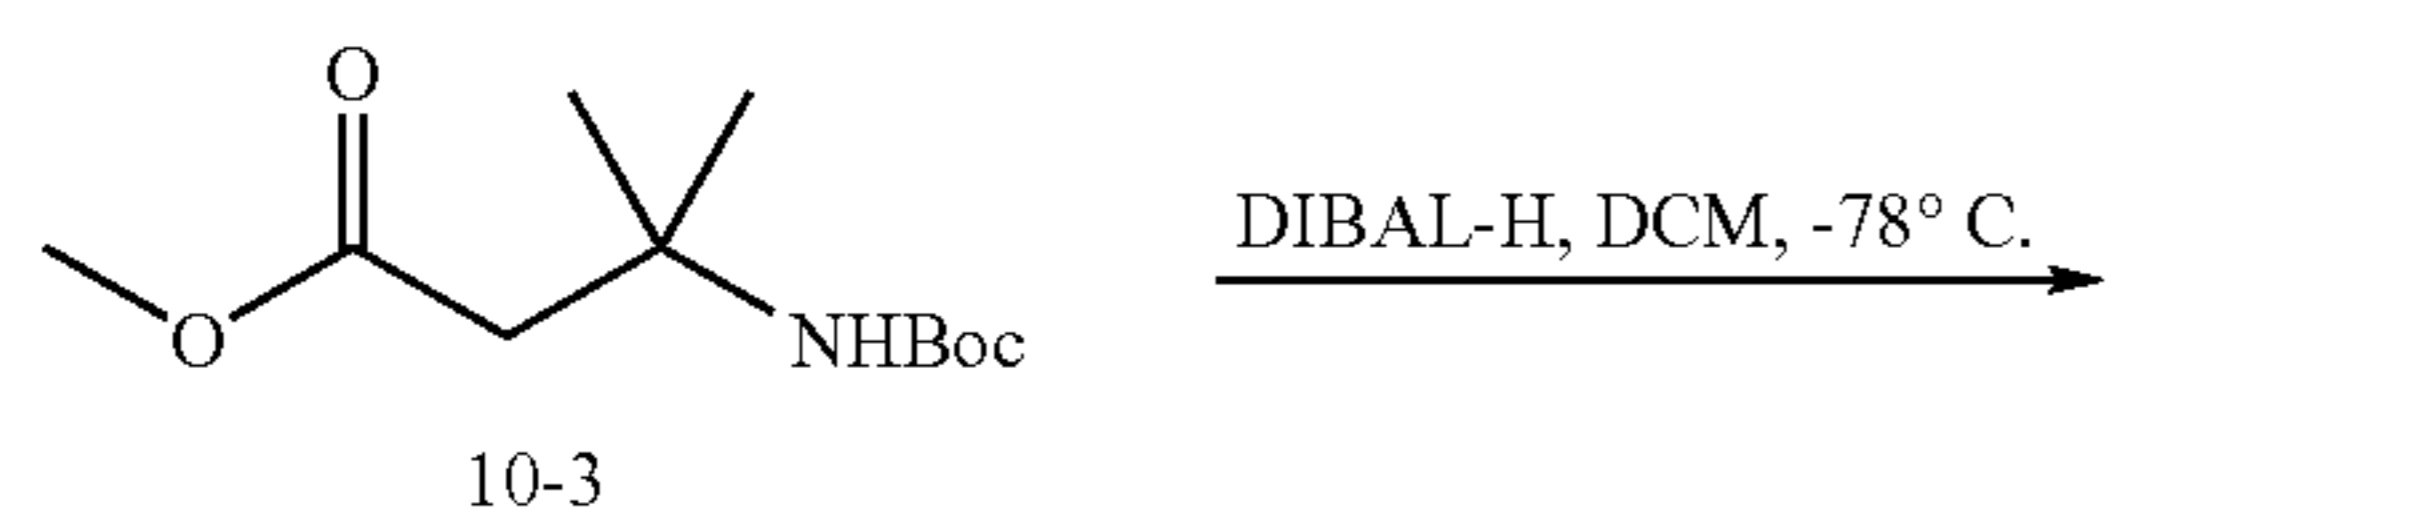 O
DIBAL-H, DCM, -78° C.
O
NHBoc
10-3